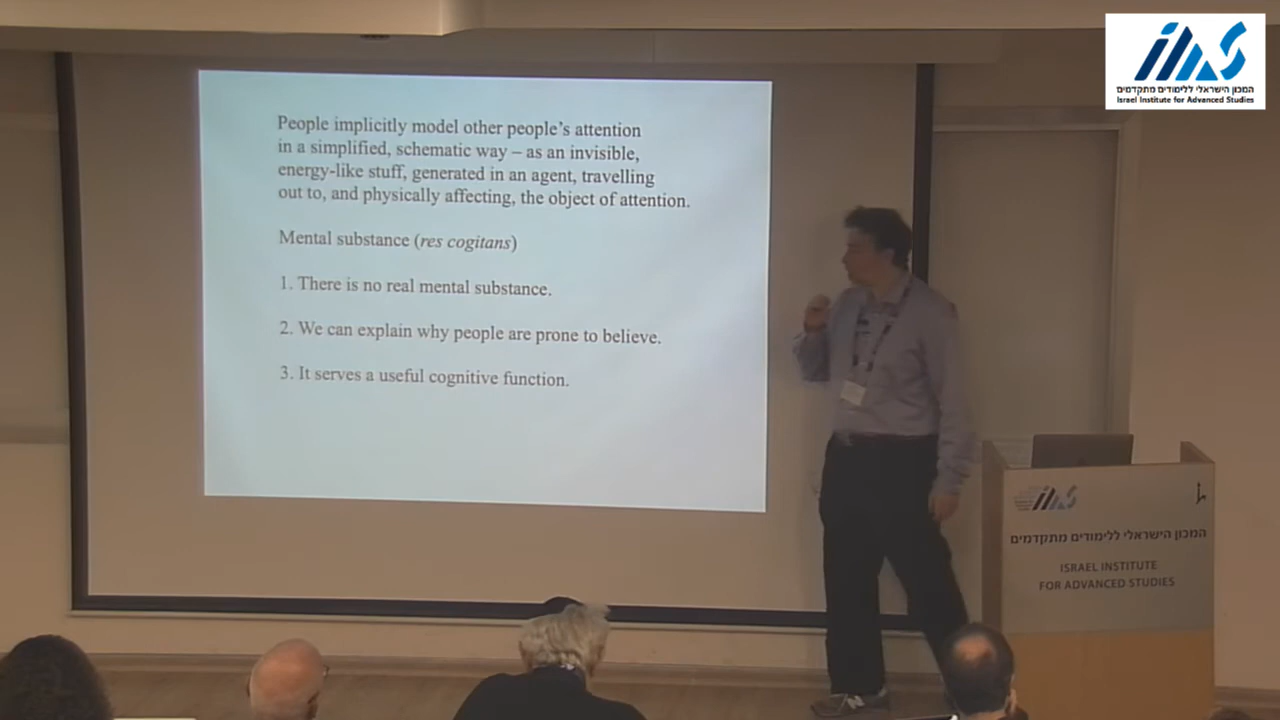 People implicitly model other people's attention
in a simplified, schematic way – as an invisible,
energy-like stuff, generated in an agent, travelling
out to, and physically affecting, the object of attention.
Mental substance (res cogitans)
1. There is no real mental substance.
2. We can explain why people are prone to believe.
3. It serves a useful cognitive function.
המכון הישראלי ללימודים מתקדמים
Israel Institute for Advanced Studies
המכון הישראלי ללימודים מתקדמים
ISRAEL INSTITUTE
FOR ADVANCED STUDIES